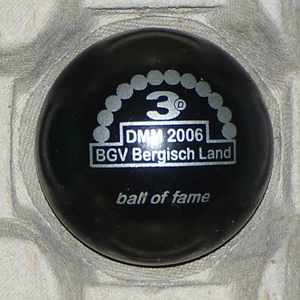 3D
DMM 2006
BGV Bergisch Land
ball of fame